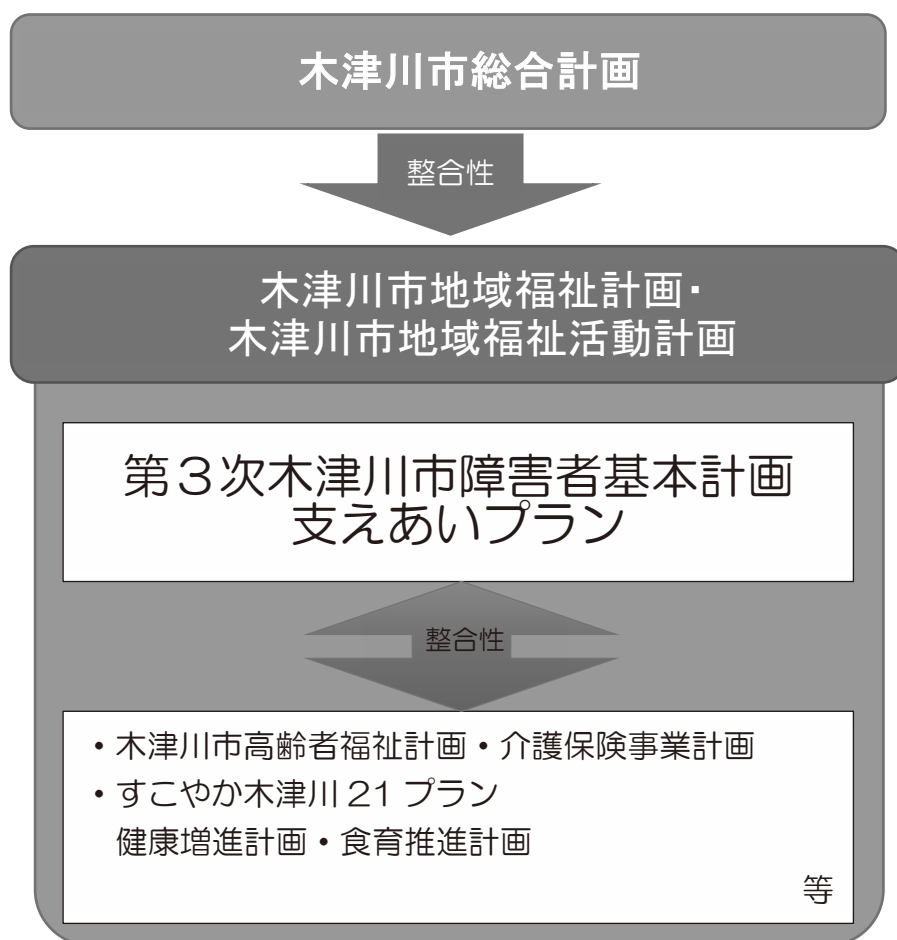 木津川市総合計画
整合性
木津川市地域福祉計画・
木津川市地域福祉活動計画
第３次木津川市障害者基本計画
支えあいプラン
整合性
・木津川市高齢者福祉計画・介護保険事業計画
・すこやか木津川 21 プラン
健康増進計画・食育推進計画
等